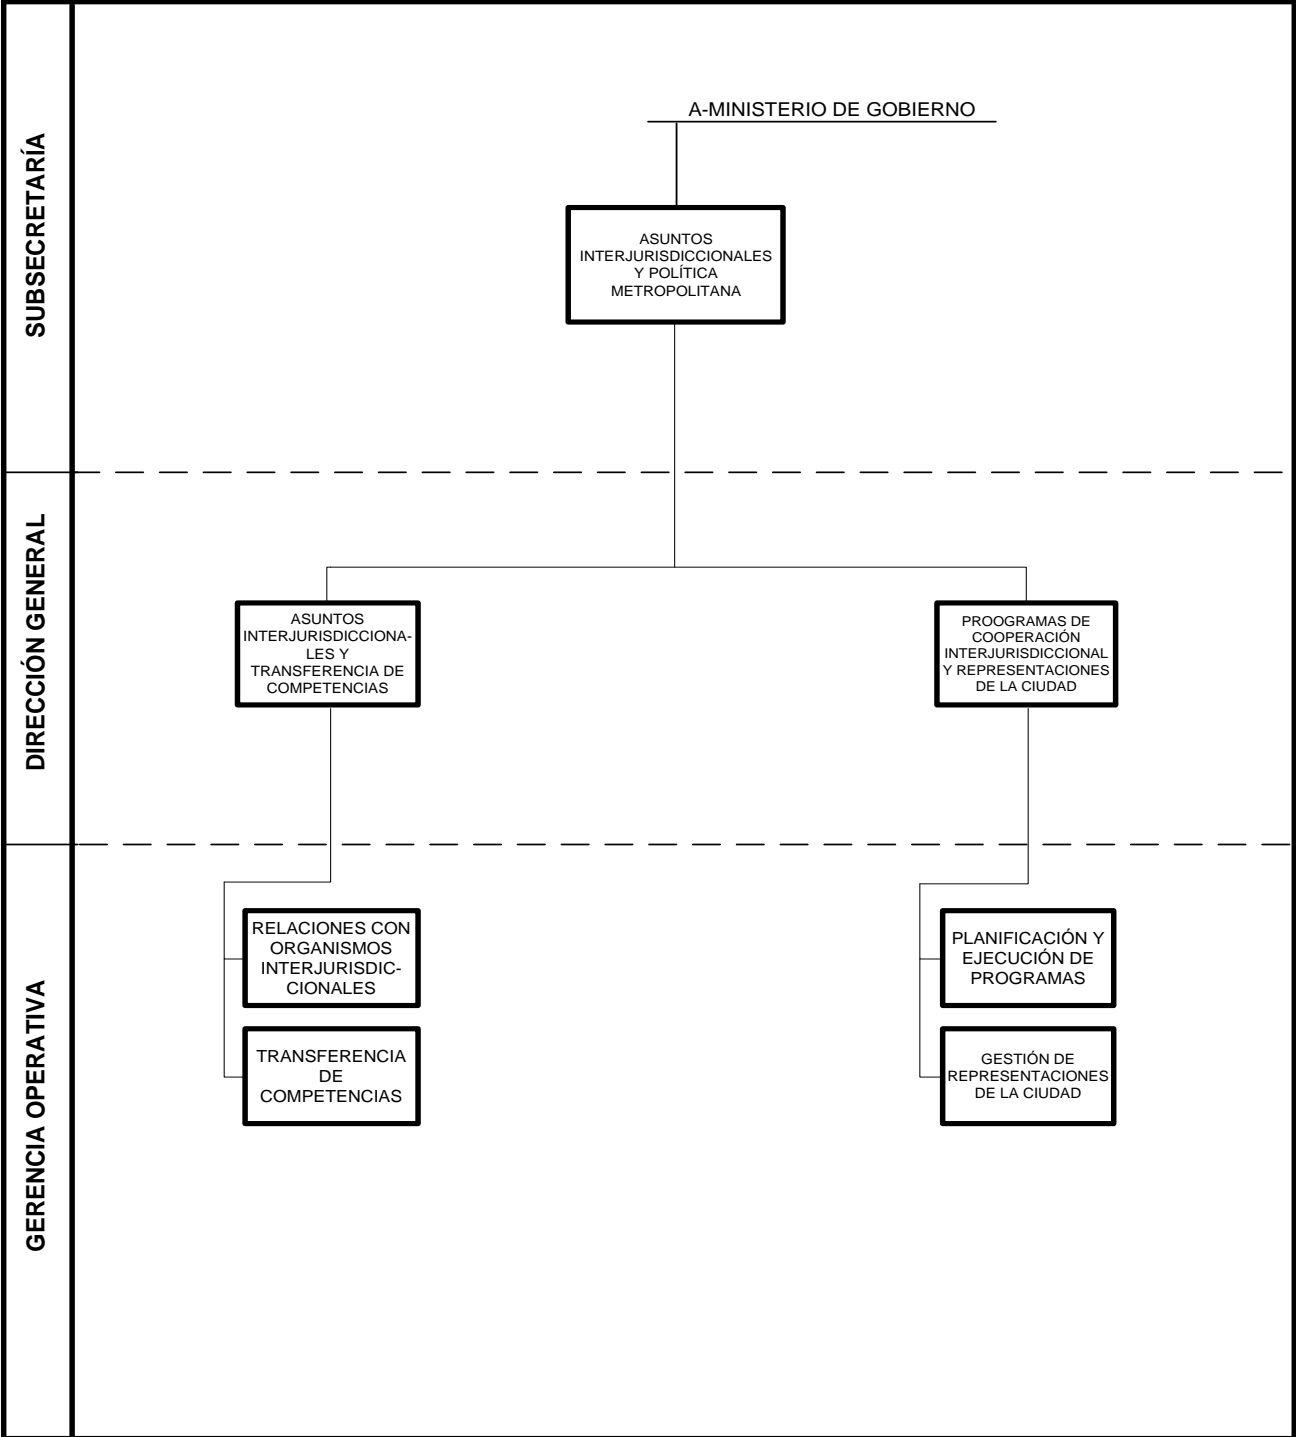 SUBSECRETARÍA
A-MINISTERIO DE GOBIERNO
ASUNTOS
INTERJURISDICCIONALES
Y POLÍTICA
METROPOLITANA
DIRECCIÓN GENERAL
ASUNTOS
INTERJURISDICCIONA-
LES Y
TRANSFERENCIA DE
COMPETENCIAS
PROOGRAMAS DE
COOPERACIÓN
INTERJURISDICCIONAL
Y REPRESENTACIONES
DE LA CIUDAD
GERENCIA OPERATIVA
RELACIONES CON
ORGANISMOS
INTERJURISDIC-
CIONALES
TRANSFERENCIA
DE
COMPETENCIAS
PLANIFICACIÓN Y
EJECUCIÓN DE
PROGRAMAS
GESTIÓN DE
REPRESENTACIONES
DE LA CIUDAD